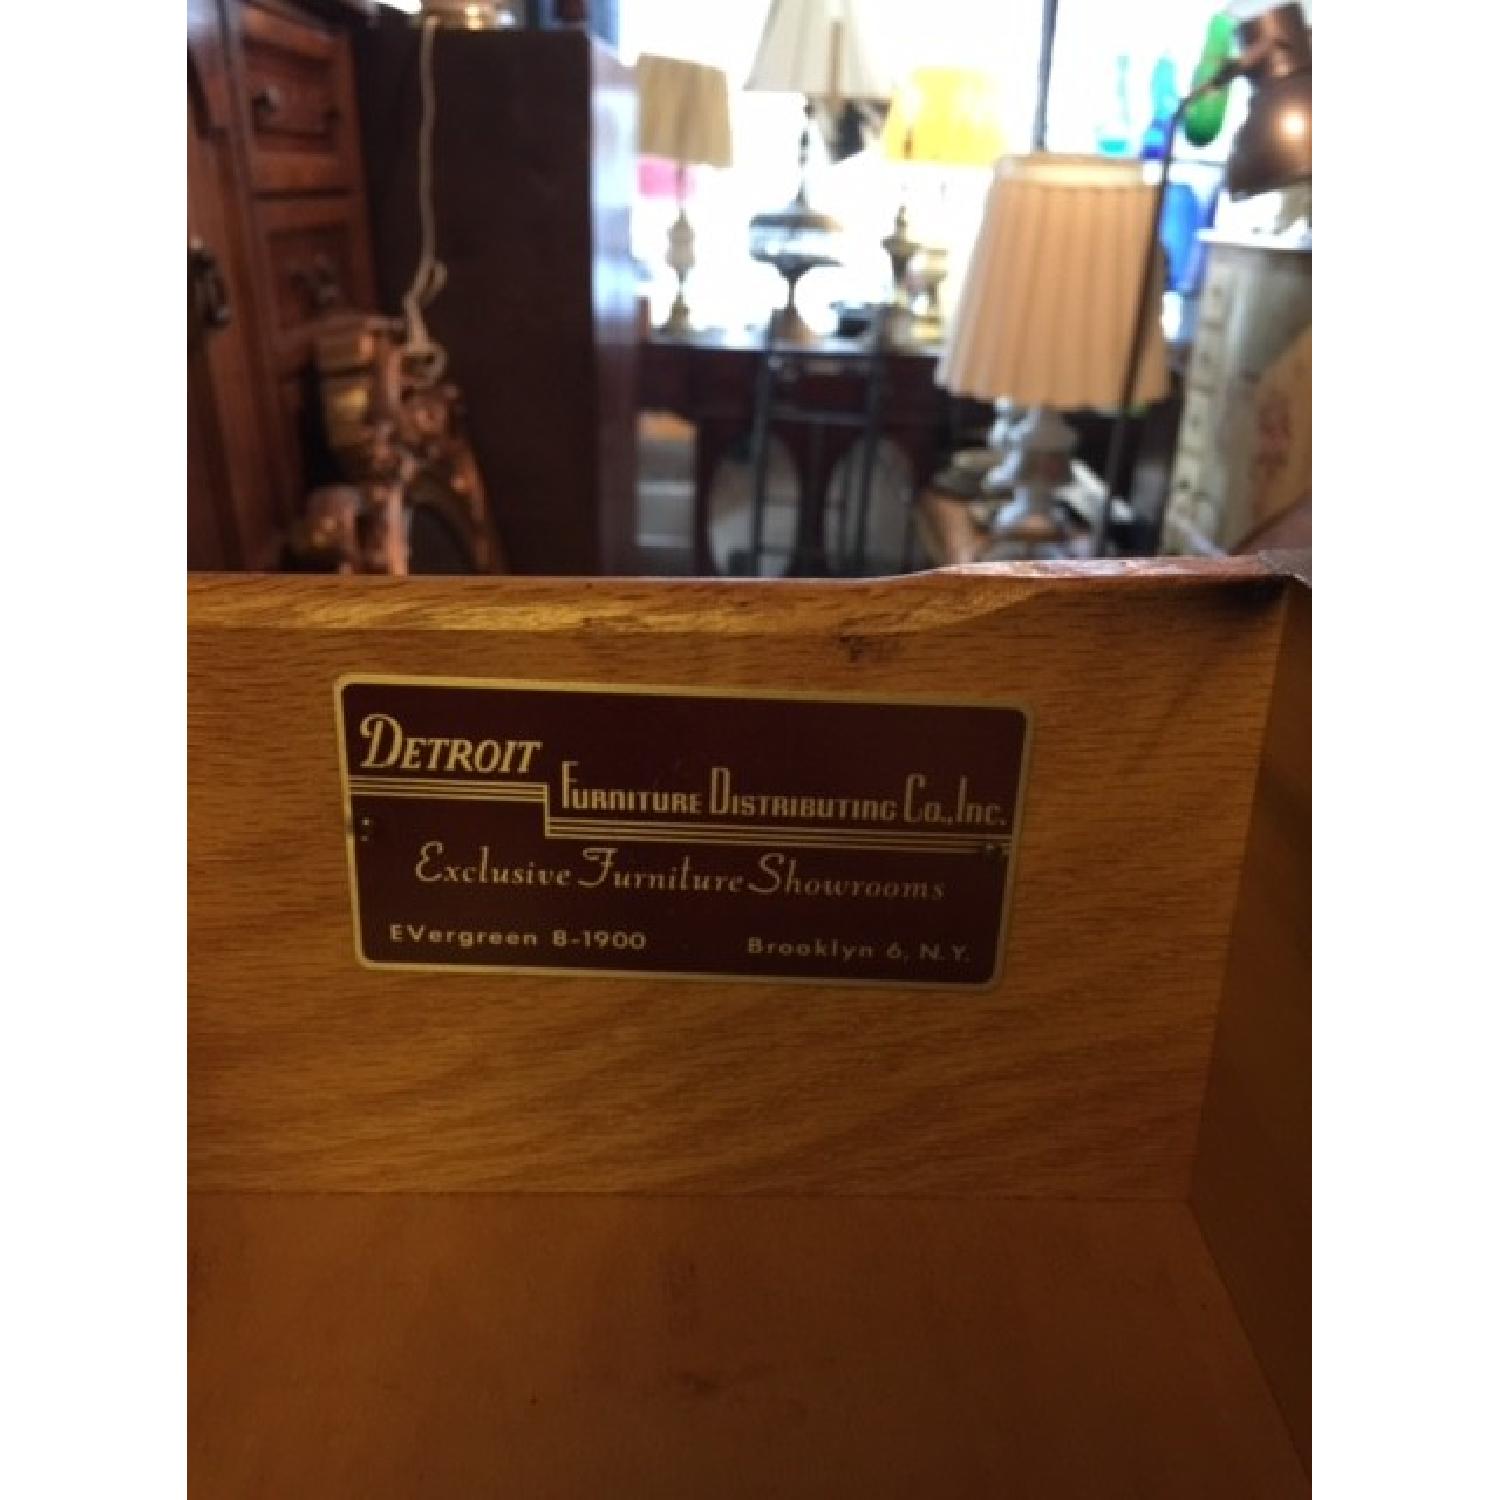 DETROIT
FURNITURE DISTRIBUTING CO., INC.
Exclusive Furniture Showrooms
EVergreen 8-1900 Brooklyn 6, N.Y.